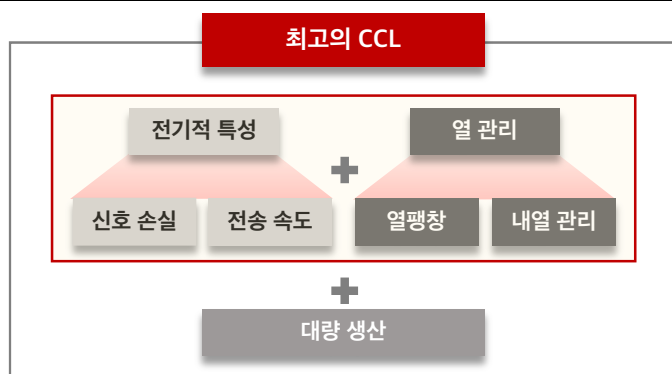 최고의 CCL
전기적 특성
열 관리
신호 손실
전송 속도
열팽창
내열 관리
대량 생산